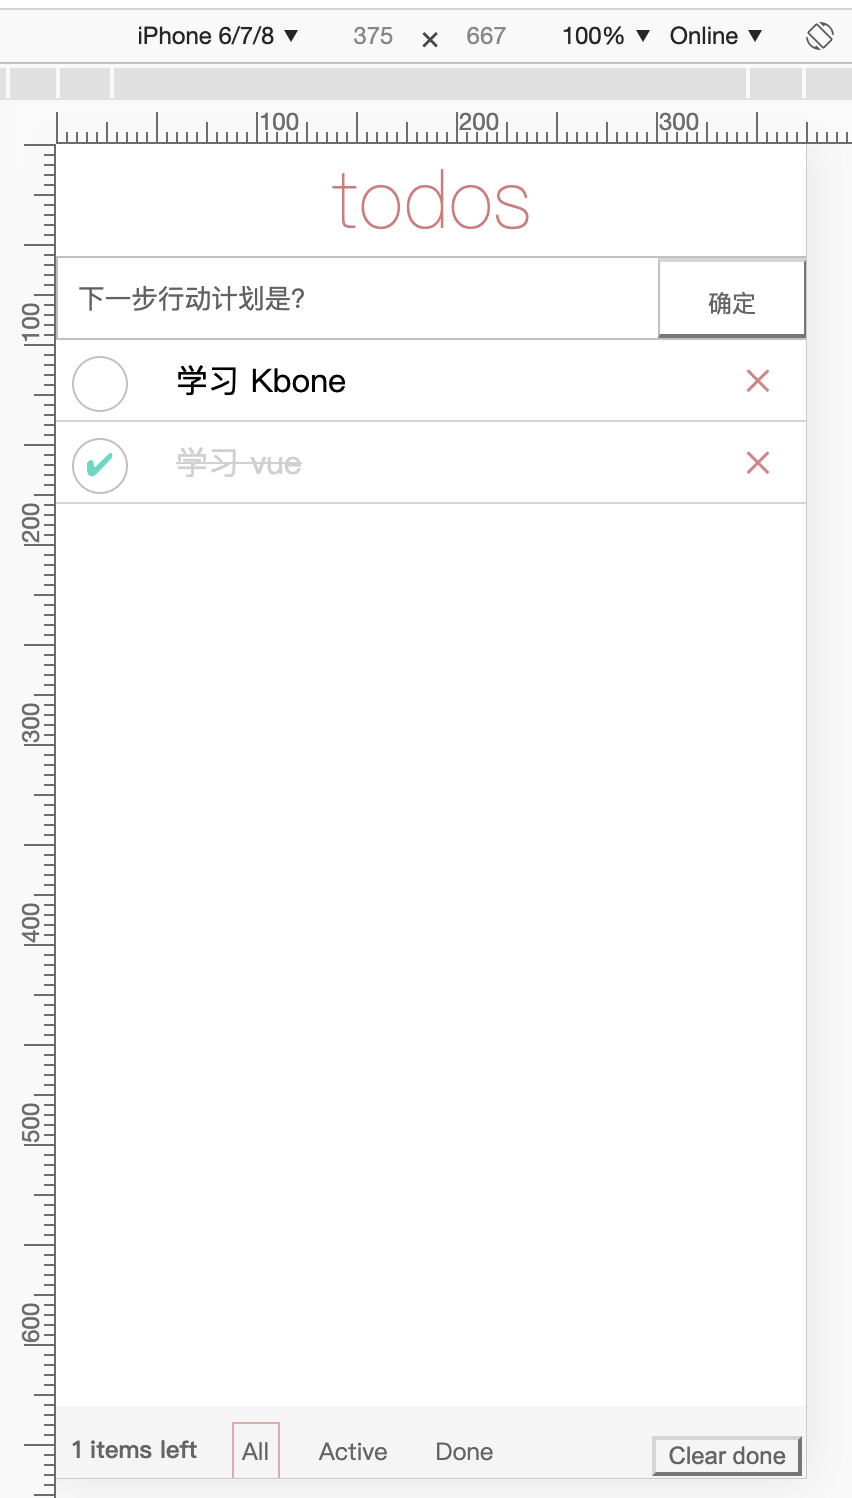 iPhone 6/7/8 ▼ 375 × 667 100% ▼ Online ▼
100 200 300
todos
下一步行动计划是? 确定
100
学习 Kbone ×
✔ 学习 vue ×
200
300
400
500
600
1 items left All Active Done Clear done